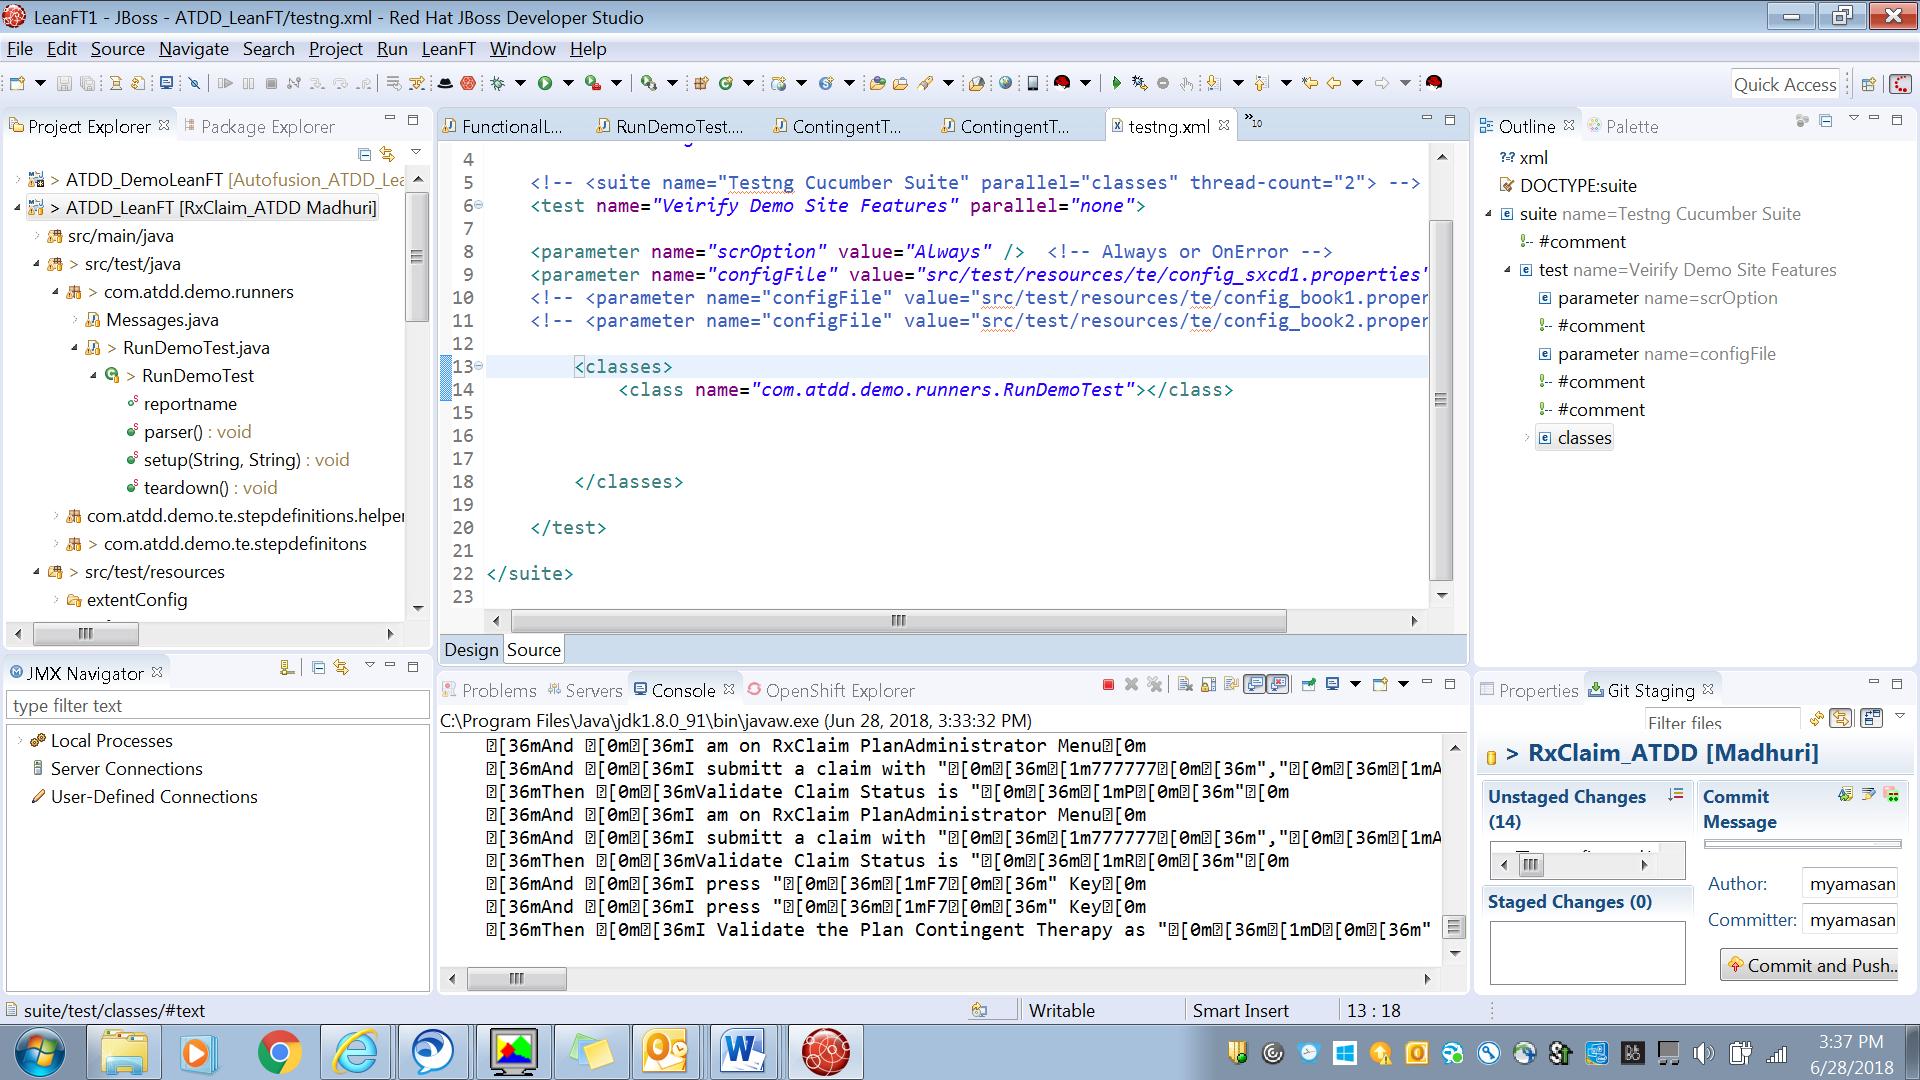 LeanFT1 - JBoss - ATDD_LeanFT/testng.xml - Red Hat JBoss Developer Studio
File Edit Source Navigate Search Project Run LeanFT Window Help
Quick Access
Project Explorer Package Explorer
> ATDD_DemoLeanFT [Autofusion_ATDD_Lea
> ATDD_LeanFT [RxClaim_ATDD Madhuri]
src/main/java
> src/test/java
> com.atdd.demo.runners
Messages.java
> RunDemoTest.java
> RunDemoTest
reportname
parser() : void
setup(String, String) : void
teardown() : void
com.atdd.demo.te.stepdefinitions.helper
> com.atdd.demo.te.stepdefinitons
> src/test/resources
extentConfig
JMX Navigator
type filter text
Local Processes
Server Connections
User-Defined Connections
FunctionalL... RunDemoTest.... ContingentT... ContingentT... testng.xml »10
4
5 <!-- <suite name="Testng Cucumber Suite" parallel="classes" thread-count="2"> -->
6 <test name="Veirify Demo Site Features" parallel="none">
7
8 <parameter name="scrOption" value="Always" /> <!-- Always or OnError -->
9 <parameter name="configFile" value="src/test/resources/te/config_sxcd1.properties"
10 <!-- <parameter name="configFile" value="src/test/resources/te/config_book1.proper
11 <!-- <parameter name="configFile" value="src/test/resources/te/config_book2.proper
12
13 <classes>
14 <class name="com.atdd.demo.runners.RunDemoTest"></class>
15
16
17
18 </classes>
19
20 </test>
21
22 </suite>
23
Design Source
Problems Servers Console OpenShift Explorer
C:\Program Files\Java\jdk1.8.0_91\bin\javaw.exe (Jun 28, 2018, 3:33:32 PM)
[36mAnd [0m[36mI am on RxClaim PlanAdministrator Menu[0m
[36mAnd [0m[36mI submitt a claim with "[0m[36m[1m777777[0m[36m","[0m[36m[1mA
[36mThen [0m[36mValidate Claim Status is "[0m[36m[1mP[0m[36m"[0m
[36mAnd [0m[36mI am on RxClaim PlanAdministrator Menu[0m
[36mAnd [0m[36mI submitt a claim with "[0m[36m[1m777777[0m[36m","[0m[36m[1mA
[36mThen [0m[36mValidate Claim Status is "[0m[36m[1mR[0m[36m"[0m
[36mAnd [0m[36mI press "[0m[36m[1mF7[0m[36m" Key[0m
[36mAnd [0m[36mI press "[0m[36m[1mF7[0m[36m" Key[0m
[36mThen [0m[36mI Validate the Plan Contingent Therapy as "[0m[36m[1mD[0m[36m"
Outline Palette
xml
DOCTYPE:suite
suite name=Testng Cucumber Suite
#comment
test name=Veirify Demo Site Features
parameter name=scrOption
#comment
parameter name=configFile
#comment
#comment
classes
Properties Git Staging
Filter files
> RxClaim_ATDD [Madhuri]
Unstaged Changes (14)
Staged Changes (0)
Commit Message
Author: myamasan
Committer: myamasan
Commit and Push..
suite/test/classes/#text Writable Smart Insert 13 : 18
3:37 PM
6/28/2018